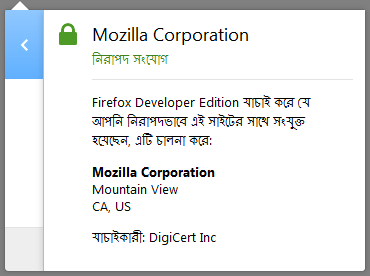 Mozilla Corporation
নিরাপদ সংযোগ
Firefox Developer Edition যাচাই করে যে
আপনি নিরাপদভাবে এই সাইটের সাথে সংযুক্ত
হয়েছেন, এটি চালনা করে:
Mozilla Corporation
Mountain View
CA, US
যাচাইকারী: DigiCert Inc